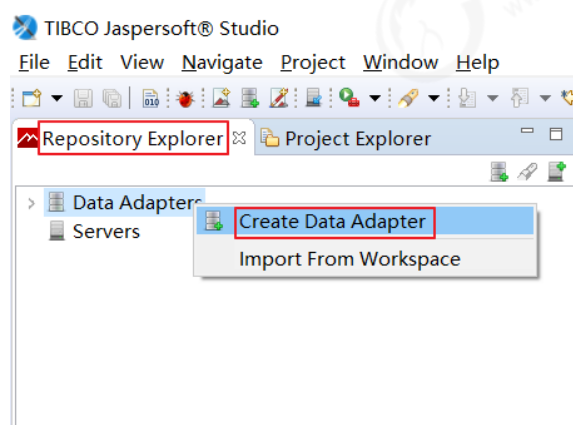 TIBCO Jaspersoft® Studio
File Edit View Navigate Project Window Help
010
Repository Explorer Project Explorer
Data Adapters
Create Data Adapter
Servers
Import From Workspace